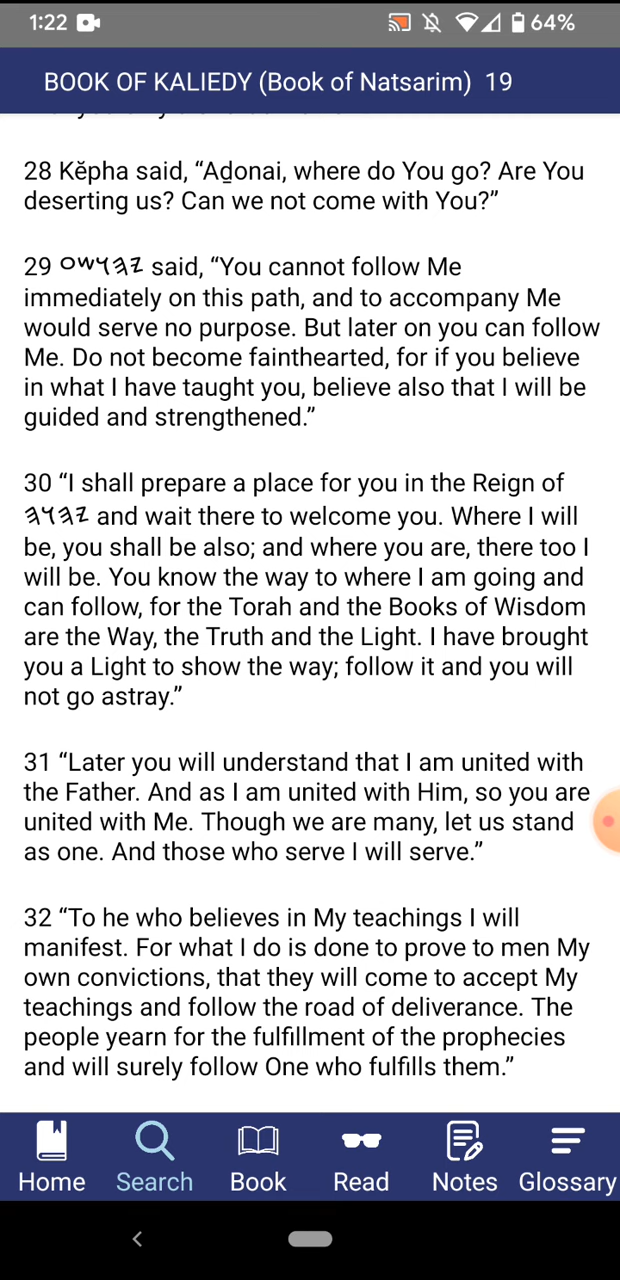 1:22
64%
BOOK OF KALIEDY (Book of Natsarim) 19
28 Kĕpha said, “Aḏonai, where do You go? Are You
deserting us? Can we not come with You?”
29 𐤉𐤄𐤅𐤔𐤏 said, “You cannot follow Me
immediately on this path, and to accompany Me
would serve no purpose. But later on you can follow
Me. Do not become fainthearted, for if you believe
in what I have taught you, believe also that I will be
guided and strengthened.”
30 “I shall prepare a place for you in the Reign of
𐤉𐤄𐤅𐤄 and wait there to welcome you. Where I will
be, you shall be also; and where you are, there too I
will be. You know the way to where I am going and
can follow, for the Torah and the Books of Wisdom
are the Way, the Truth and the Light. I have brought
you a Light to show the way; follow it and you will
not go astray.”
31 “Later you will understand that I am united with
the Father. And as I am united with Him, so you are
united with Me. Though we are many, let us stand
as one. And those who serve I will serve.”
32 “To he who believes in My teachings I will
manifest. For what I do is done to prove to men My
own convictions, that they will come to accept My
teachings and follow the road of deliverance. The
people yearn for the fulfillment of the prophecies
and will surely follow One who fulfills them.”
Home Search Book Read Notes Glossary